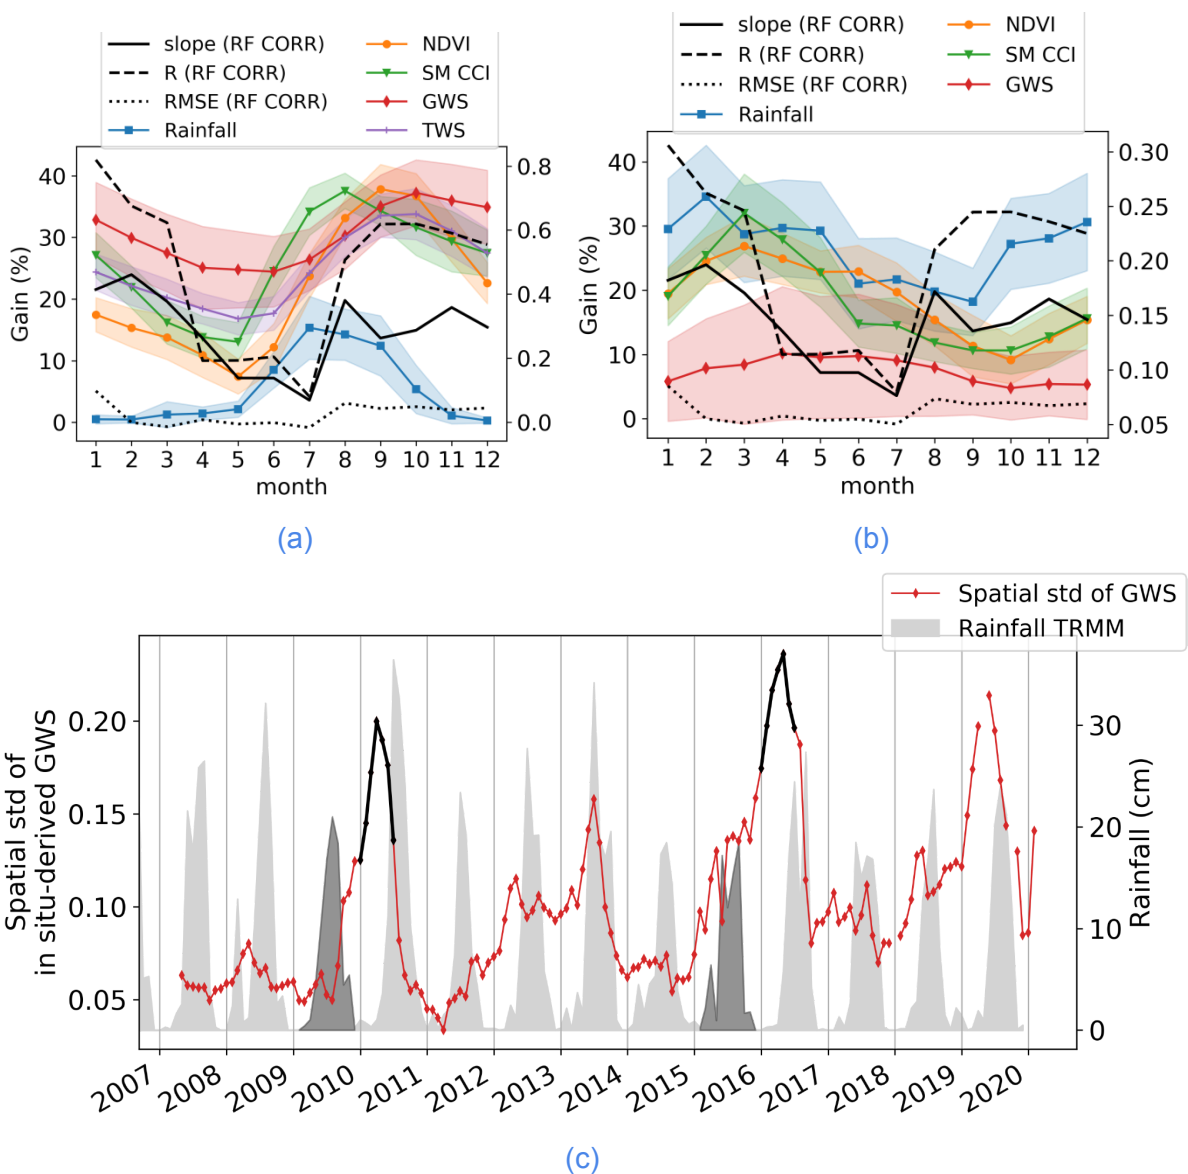 slope (RF CORR)
R (RF CORR)
RMSE (RF CORR)
Rainfall
NDVI
SM CCI
GWS
TWS
Gain (%)
40
30
20
10
0
0.8
0.6
0.4
0.2
0.0
1 2 3 4 5 6 7 8 9 10 11 12
month
(a)
slope (RF CORR)
R (RF CORR)
RMSE (RF CORR)
Rainfall
NDVI
SM CCI
GWS
Gain (%)
40
30
20
10
0
0.30
0.25
0.20
0.15
0.10
0.05
1 2 3 4 5 6 7 8 9 10 11 12
month
(b)
Spatial std of GWS
Rainfall TRMM
Spatial std of
in situ-derived GWS
0.20
0.15
0.10
0.05
30
20
10
0
Rainfall (cm)
2007 2008 2009 2010 2011 2012 2013 2014 2015 2016 2017 2018 2019 2020
(c)